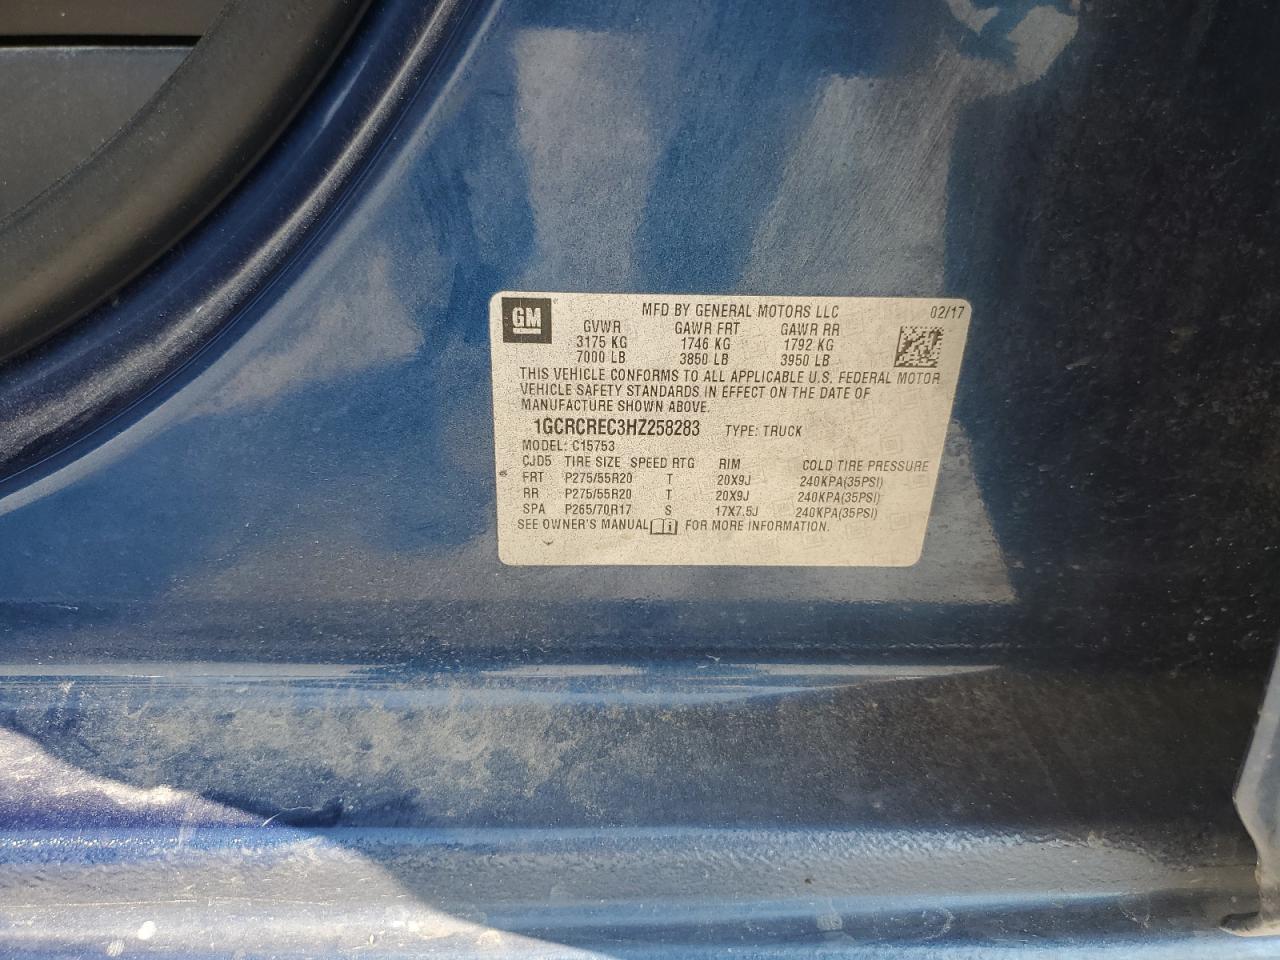 GM MFD BY GENERAL MOTORS LLC 02/17
GVWR GAWR FRT GAWR RR
3175 KG 1746 KG 1792 KG
7000 LB 3850 LB 3950 LB
THIS VEHICLE CONFORMS TO ALL APPLICABLE U.S. FEDERAL MOTOR
VEHICLE SAFETY STANDARDS IN EFFECT ON THE DATE OF
MANUFACTURE SHOWN ABOVE.
1GCRCREC3HZ258283 TYPE: TRUCK
MODEL: C15753
CJD5 TIRE SIZE SPEED RTG RIM COLD TIRE PRESSURE
FRT P275/55R20 T 20X9J 240KPA(35PSI)
RR P275/55R20 T 20X9J 240KPA(35PSI)
SPA P265/70R17 S 17X7.5J 240KPA(35PSI)
SEE OWNER'S MANUAL FOR MORE INFORMATION.